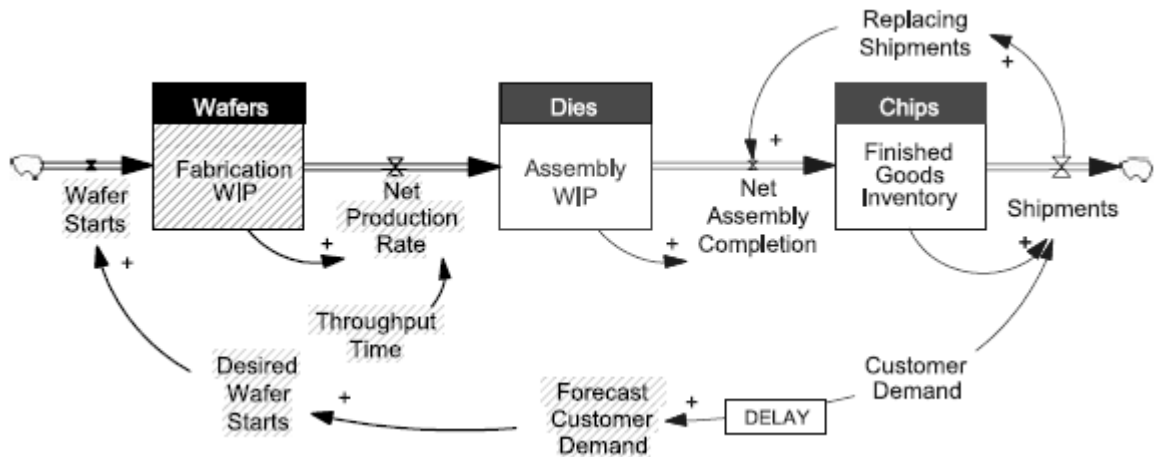 Replacing
Shipments
+
Wafers
Dies
Chips
Fabrication
WIP
Assembly
WIP
Finished
Goods
Inventory
+
Wafer
Starts
Net
Production
Rate
Net
Assembly
Completion
Shipments
+
+
+
+
Throughput
Time
Desired
Wafer
Starts
+
Forecast
Customer
Demand
+
DELAY
Customer
Demand